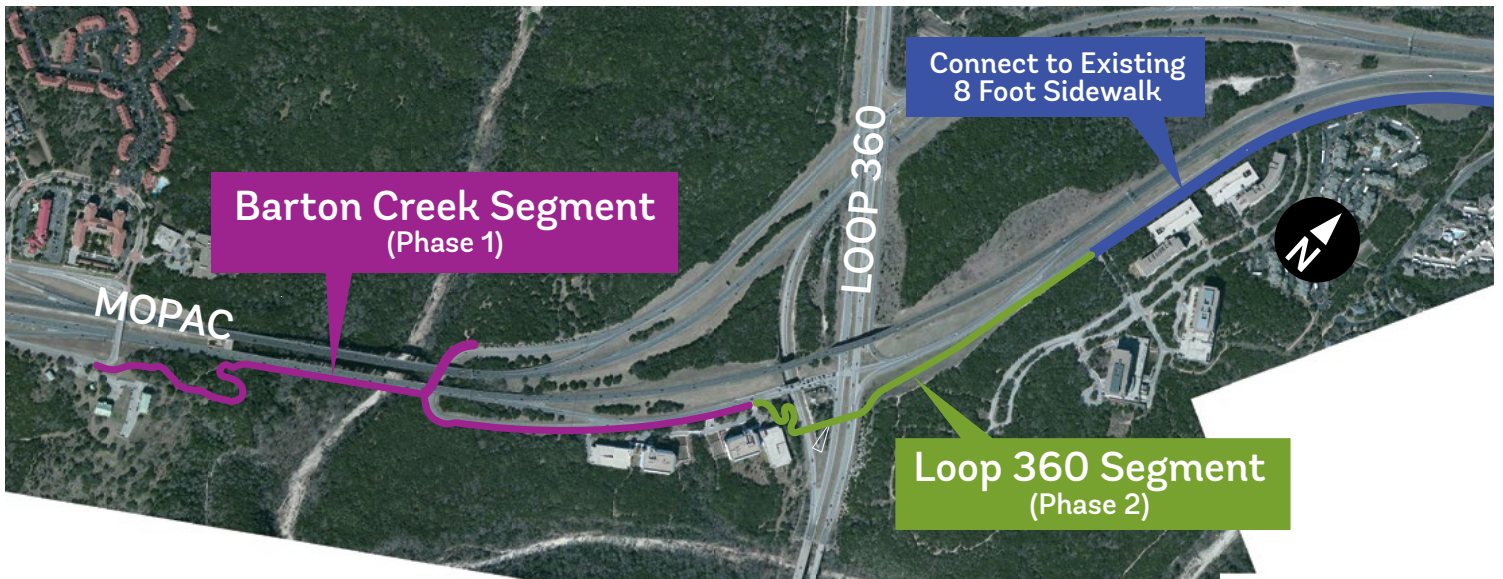 Connect to Existing
8 Foot Sidewalk
LOOP 360
Barton Creek Segment
(Phase 1)
N
MOPAC
Loop 360 Segment
(Phase 2)